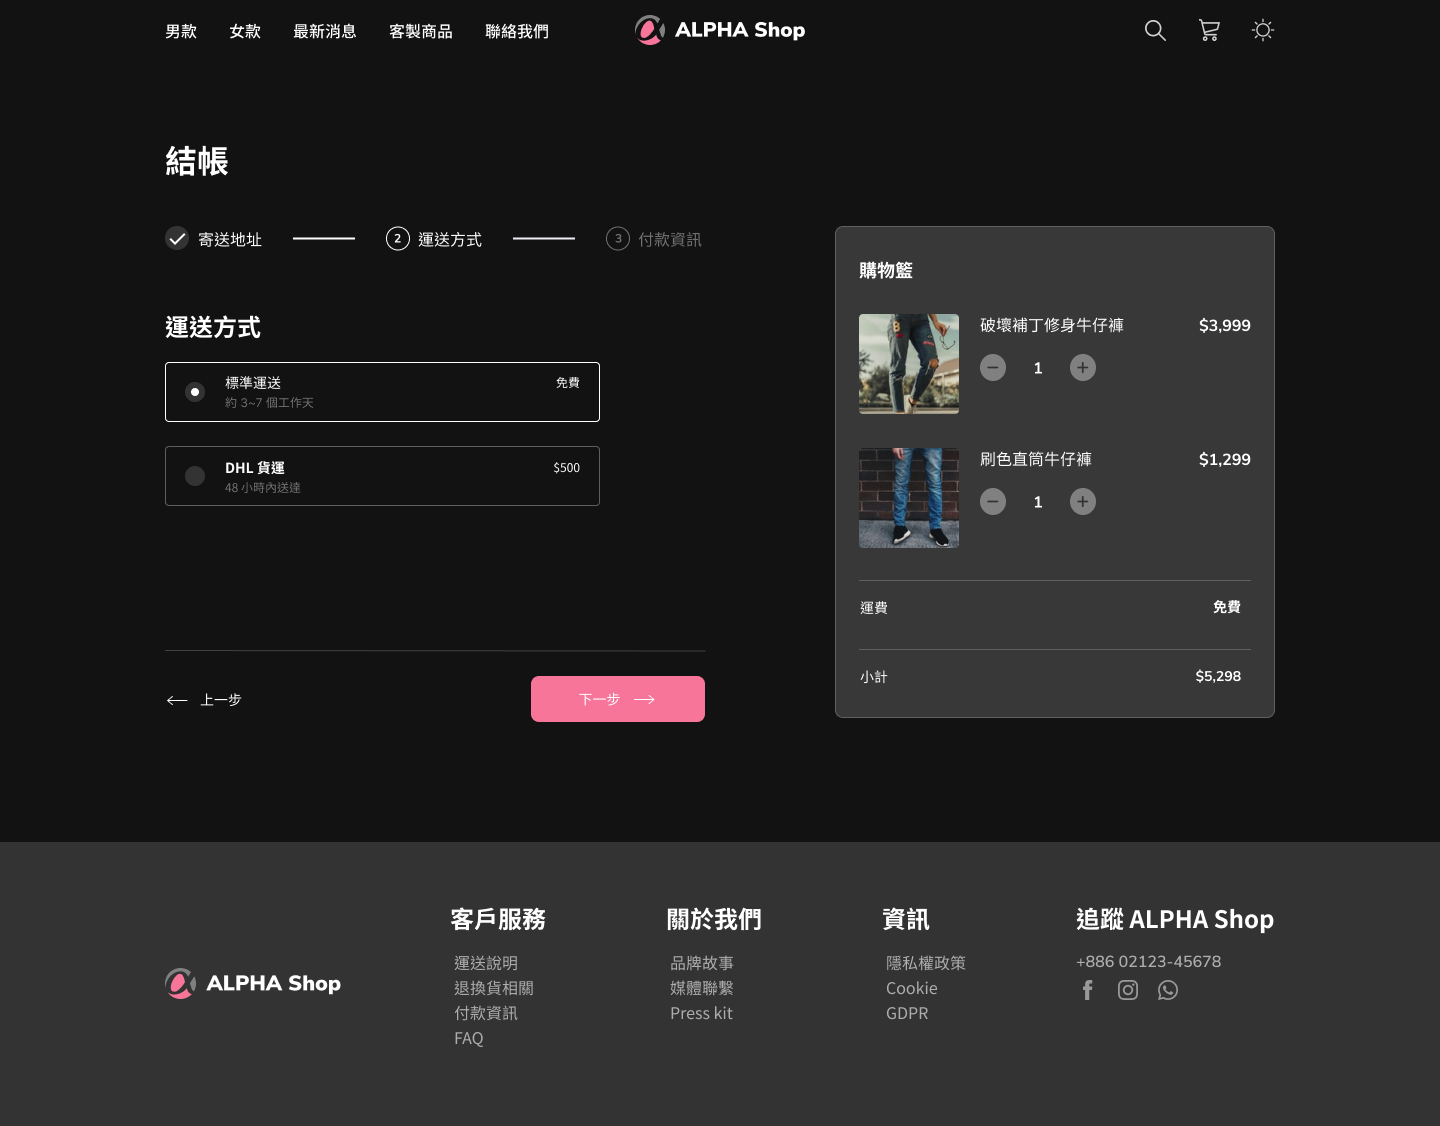 男款 女款 最新消息 客製商品 聯絡我們 ALPHA Shop
結帳
寄送地址 2 運送方式 3 付款資訊
運送方式
標準運送 免費
約 3~7 個工作天
DHL 貨運 $500
48 小時內送達
上一步 下一步
購物籃
破壞補丁修身牛仔褲 $3,999
1
刷色直筒牛仔褲 $1,299
1
運費 免費
小計 $5,298
ALPHA Shop
客戶服務
運送說明
退換貨相關
付款資訊
FAQ
關於我們
品牌故事
媒體聯繫
Press kit
資訊
隱私權政策
Cookie
GDPR
追蹤 ALPHA Shop
+886 02123-45678